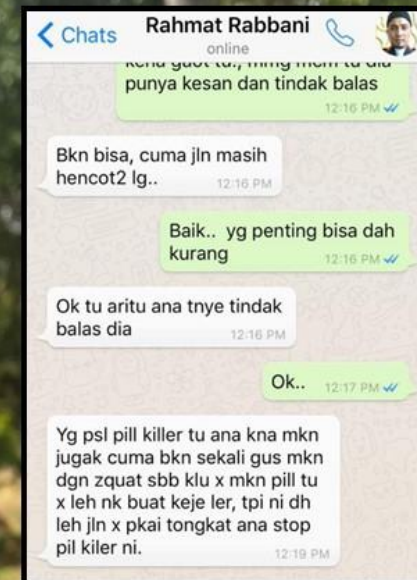 Chats
Rahmat Rabbani
online
punya kesan dan tindak balas
12:16 PM
Bkn bisa, cuma jln masih
hencot2 lg..
12:16 PM
Baik.. yg penting bisa dah
kurang
12:16 PM
Ok tu aritu ana tnye tindak
balas dia
12:16 PM
Ok..
12:17 PM
Yg psl pill killer tu ana kna mkn
jugak cuma bkn sekali gus mkn
dgn zquat sbb klu x mkn pill tu
x leh nk buat keje ler, tpi ni dh
leh jln x pkai tongkat ana stop
pil kiler ni.
12:19 PM